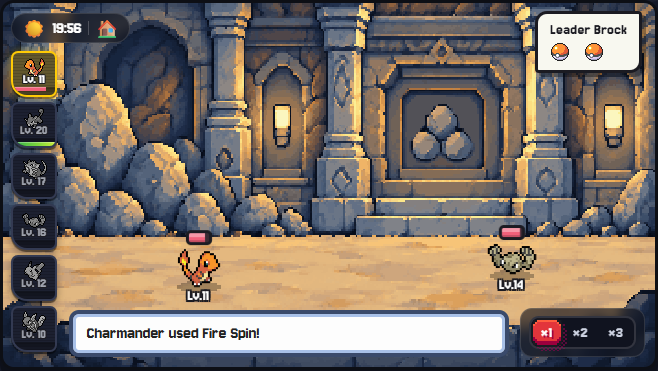 19:56
Leader Brock
Lv. 11
Lv. 20
Lv. 17
Lv. 16
Lv. 12
Lv. 10
Lv.11
Lv.14
Charmander used Fire Spin!
×1 ×2 ×3